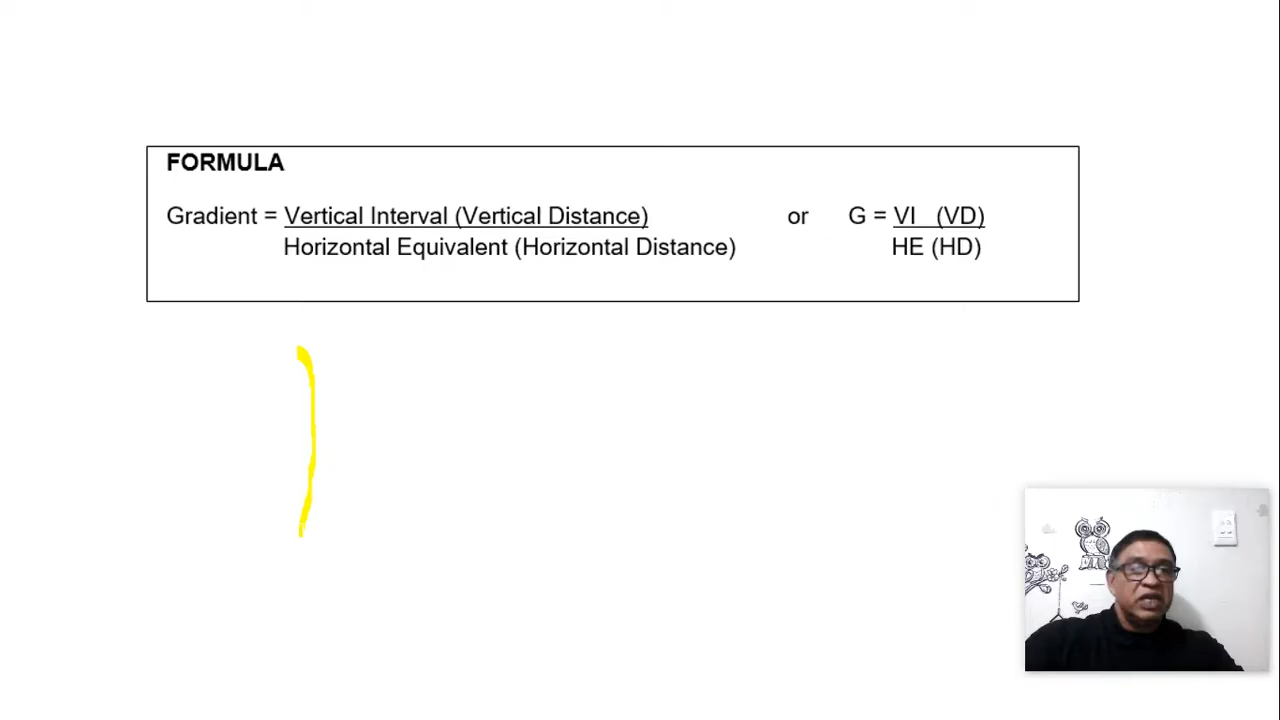 FORMULA
Gradient = Vertical Interval (Vertical Distance) or G = VI (VD)
Horizontal Equivalent (Horizontal Distance) HE (HD)